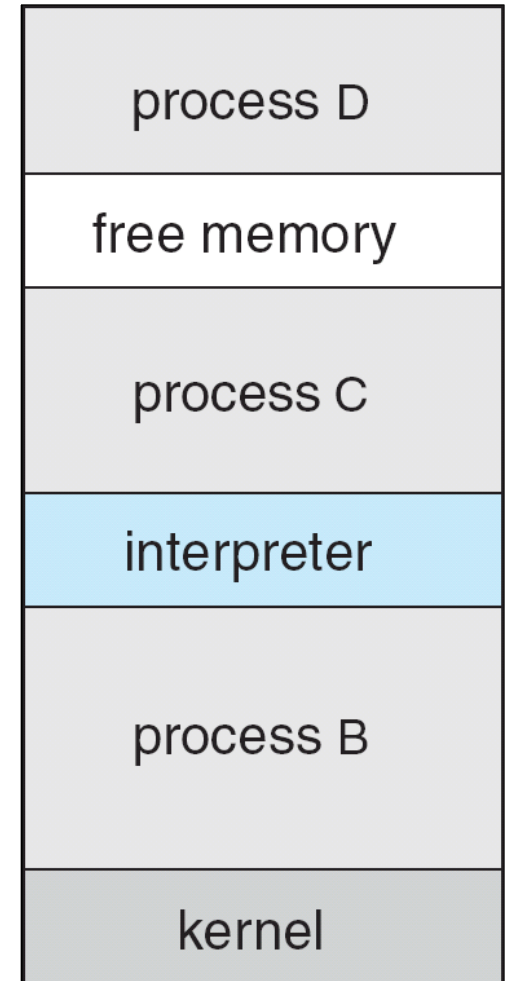 process D
free memory
process C
interpreter
process B
kernel